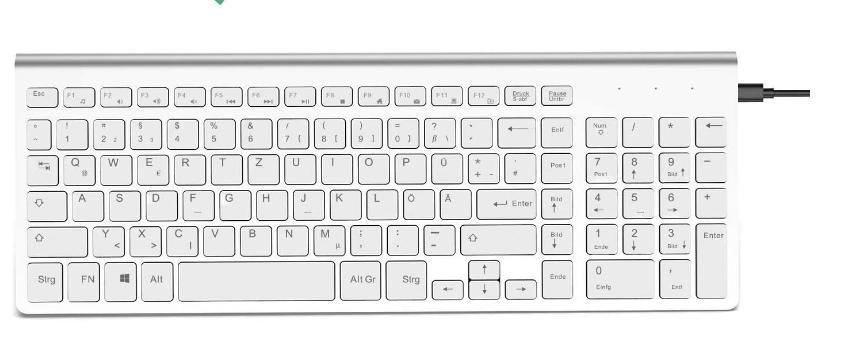 Esc F1 F2 F3 F4 F5 F6 F7 F8 F9 F10 F11 F12 Druck S-abf Pause Untbr
° ~ ! 1 2 2 § 3 3 $ 4 % 5 & 6 / 7 { ( 8 [ ) 9 ] = 0 } ? ß \ Entf Num / *
Q @ W E € R T Z U I O P Ü * + ~ ' # Pos1 7 Pos1 8 9 Bild −
A S D F G H J K L Ö Ä Enter Bild 4 5 6 +
Y < X > C | V B N M µ ; , : . Bild 1 Ende 2 3 Bild Enter
Strg FN Alt Alt Gr Strg Ende 0 Einfg , Entf